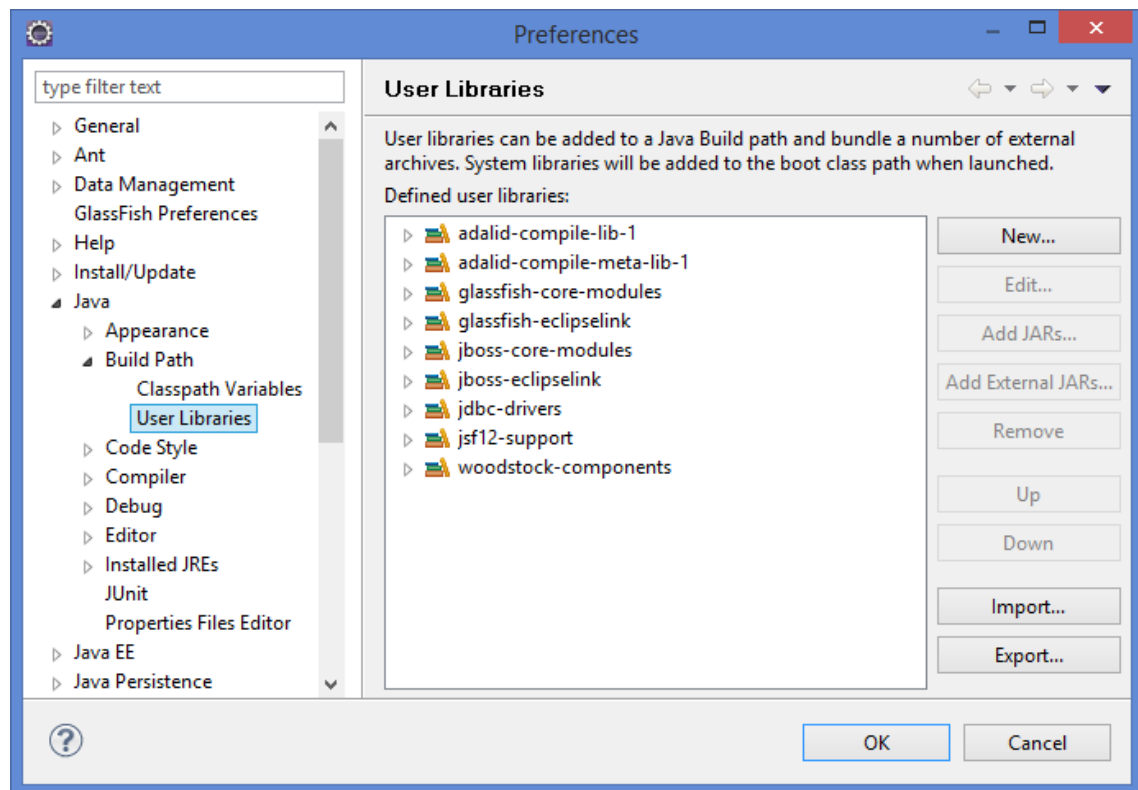 Preferences
type filter text
General
Ant
Data Management
GlassFish Preferences
Help
Install/Update
Java
Appearance
Build Path
Classpath Variables
User Libraries
Code Style
Compiler
Debug
Editor
Installed JREs
JUnit
Properties Files Editor
Java EE
Java Persistence
User Libraries
User libraries can be added to a Java Build path and bundle a number of external
archives. System libraries will be added to the boot class path when launched.
Defined user libraries:
adalid-compile-lib-1
adalid-compile-meta-lib-1
glassfish-core-modules
glassfish-eclipselink
jboss-core-modules
jboss-eclipselink
jdbc-drivers
jsf12-support
woodstock-components
New...
Edit...
Add JARs...
Add External JARs...
Remove
Up
Down
Import...
Export...
?
OK
Cancel